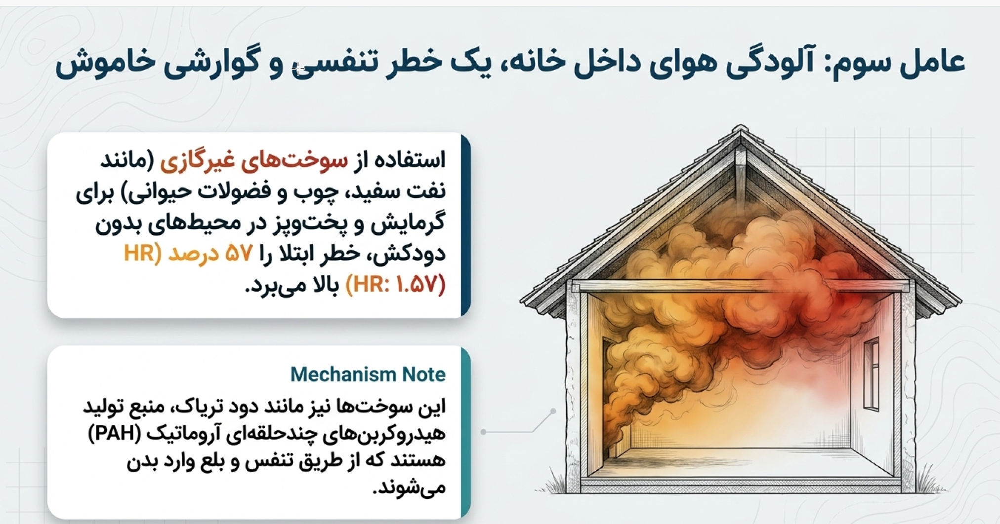 عامل سوم: آلودگی هوای داخل خانه، یک خطر تنفسی و گوارشی خاموش
استفاده از سوخت‌های غیرگازی (مانند
نفت سفید، چوب و فضولات حیوانی) برای
گرمایش و پخت‌وپز در محیط‌های بدون
دودکش، خطر ابتلا را ۵۷ درصد (HR
(HR: ۱.۵۷) بالا می‌برد.
Mechanism Note
این سوخت‌ها نیز مانند دود تریاک، منبع تولید
هیدروکربن‌های چندحلقه‌ای آروماتیک (PAH)
هستند که از طریق تنفس و بلع وارد بدن
می‌شوند.